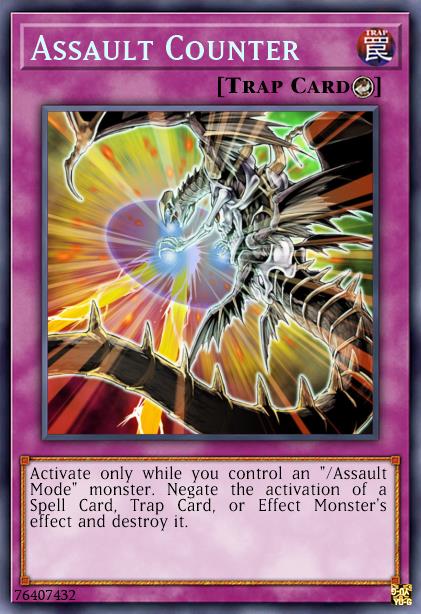 Assault Counter
TRAP
罠
[Trap Card]
Activate only while you control an "/Assault
Mode" monster. Negate the activation of a
Spell Card, Trap Card, or Effect Monster's
effect and destroy it.
76407432